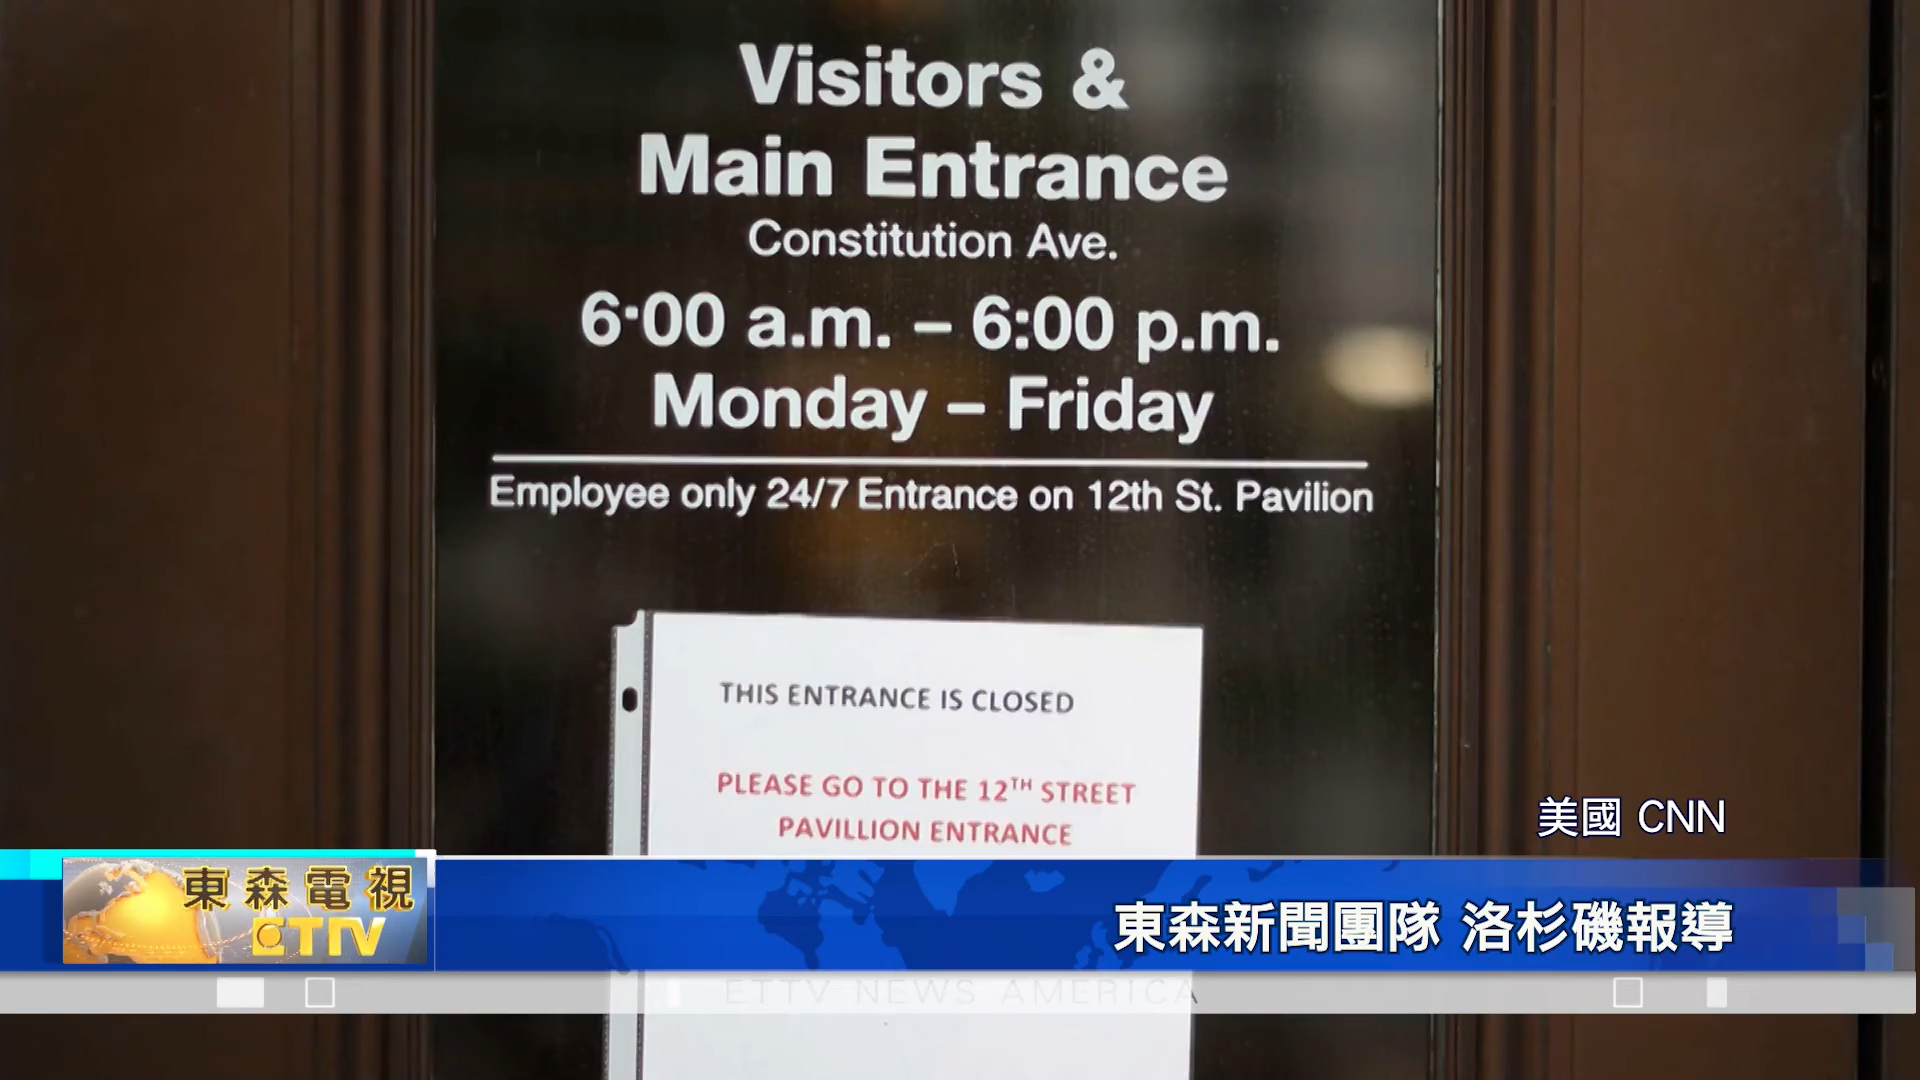 Visitors &
Main Entrance
Constitution Ave.
6:00 a.m. – 6:00 p.m.
Monday – Friday
Employee only 24/7 Entrance on 12th St. Pavilion
THIS ENTRANCE IS CLOSED
PLEASE GO TO THE 12TH STREET
PAVILLION ENTRANCE
美國 CNN
東森電視
ETTV
東森新聞團隊 洛杉磯報導
ETTV NEWS AMERICA